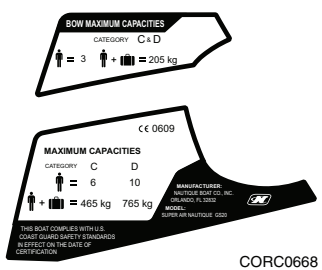 BOW MAXIMUM CAPACITIES
CATEGORY C & D
= 3 + = 205 kg
CE 0609
MAXIMUM CAPACITIES
CATEGORY C D
= 6 10
+ = 465 kg 765 kg
MANUFACTURER:
NAUTIQUE BOAT CO., INC.
ORLANDO, FL 32832
MODEL:
SUPER AIR NAUTIQUE GS20
THIS BOAT COMPLIES WITH U.S.
COAST GUARD SAFETY STANDARDS
IN EFFECT ON THE DATE OF
CERTIFICATION
CORC0668